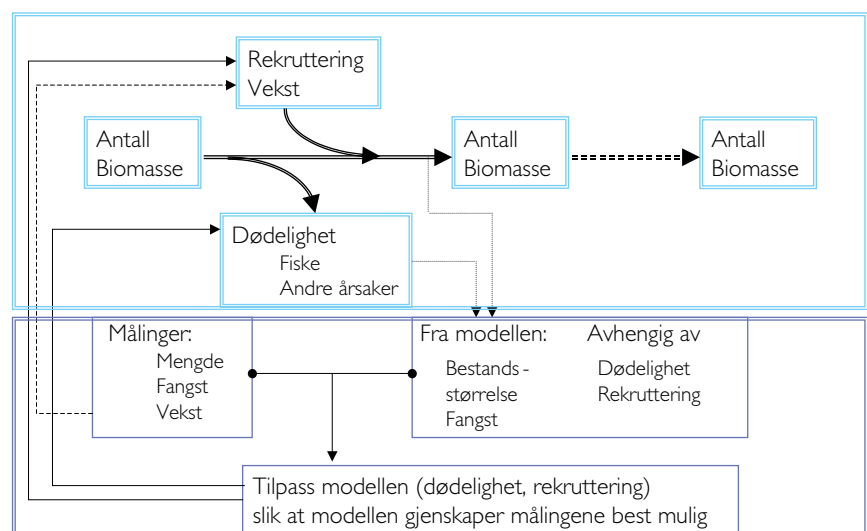 Rekruttering
Vekst
Antall
Biomasse
Antall
Biomasse
Antall
Biomasse
Dødelighet
Fiske
Andre årsaker
Målinger:
Mengde
Fangst
Vekst
Fra modellen:
Bestands -
størrelse
Fangst
Avhengig av
Dødelighet
Rekruttering
Tilpass modellen (dødelighet, rekruttering)
slik at modellen gjenskaper målingene best mulig